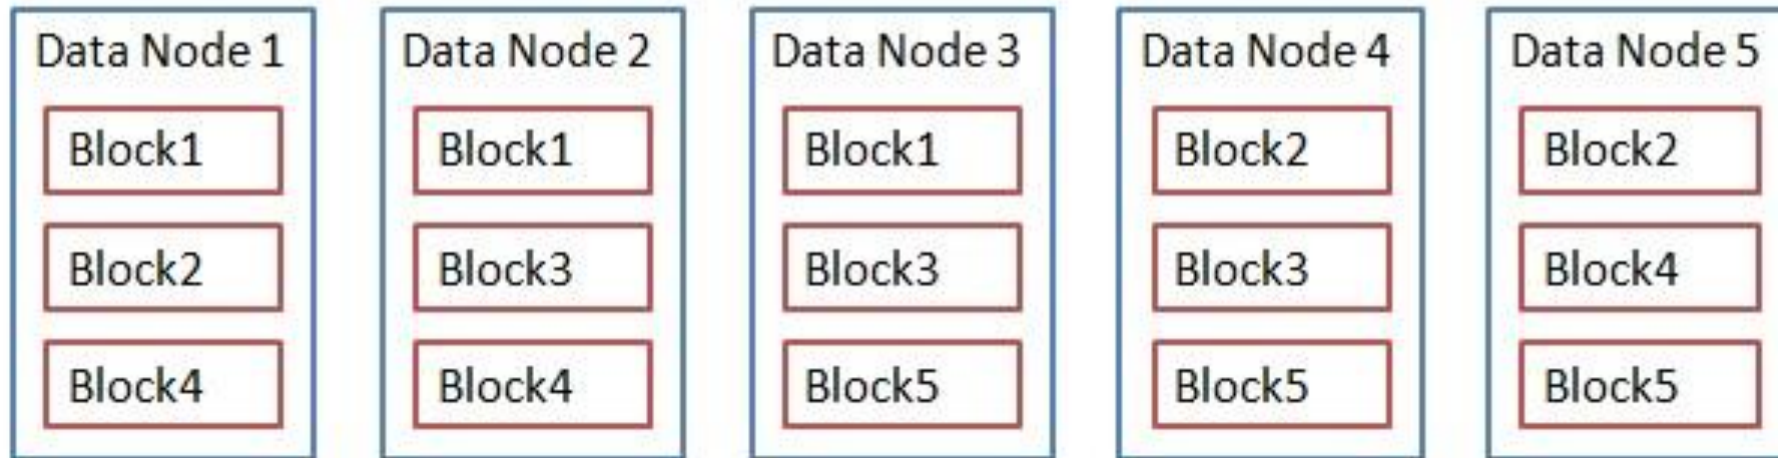 Data Node 1
Block1
Block2
Block4
Data Node 2
Block1
Block3
Block4
Data Node 3
Block1
Block3
Block5
Data Node 4
Block2
Block3
Block5
Data Node 5
Block2
Block4
Block5